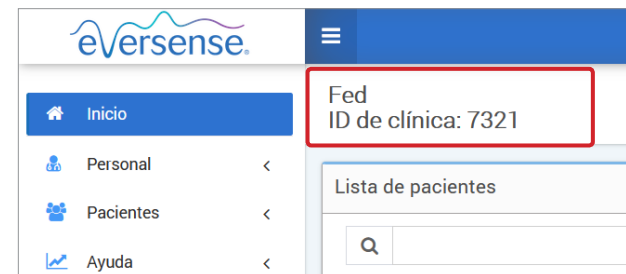 eversense.
Inicio
Personal
Pacientes
Ayuda
Fed
ID de clínica: 7321
Lista de pacientes